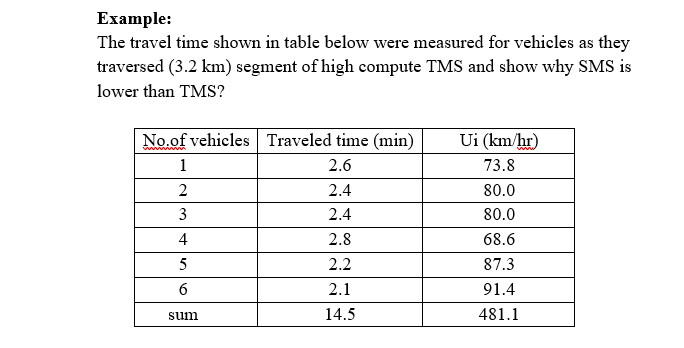 Example:
The travel time shown in table below were measured for vehicles as they
traversed (3.2 km) segment of high compute TMS and show why SMS is
lower than TMS?
No.of vehicles Traveled time (min) Ui (km/hr)
1 2.6 73.8
2 2.4 80.0
3 2.4 80.0
4 2.8 68.6
5 2.2 87.3
6 2.1 91.4
sum 14.5 481.1